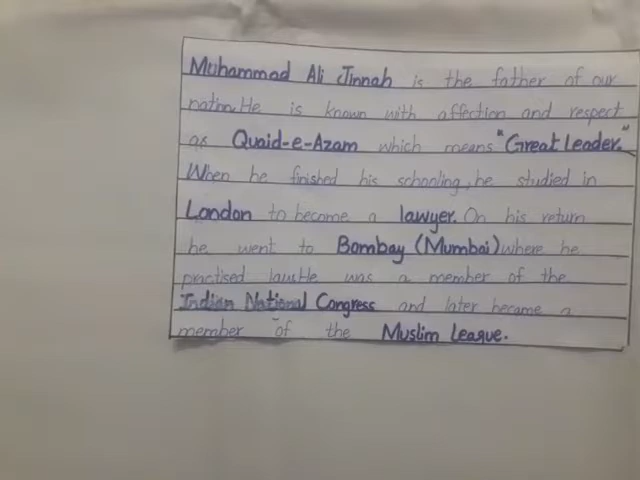 Muhammad Ali Jinnah is the father of our
nation. He is known with affection and respect
as Quaid-e-Azam which means "Great Leader."
When he finished his schooling, he studied in
London to become a lawyer. On his return
he went to Bombay (Mumbai) where he
practised law. He was a member of the
Indian National Congress and later became a
member of the Muslim League.